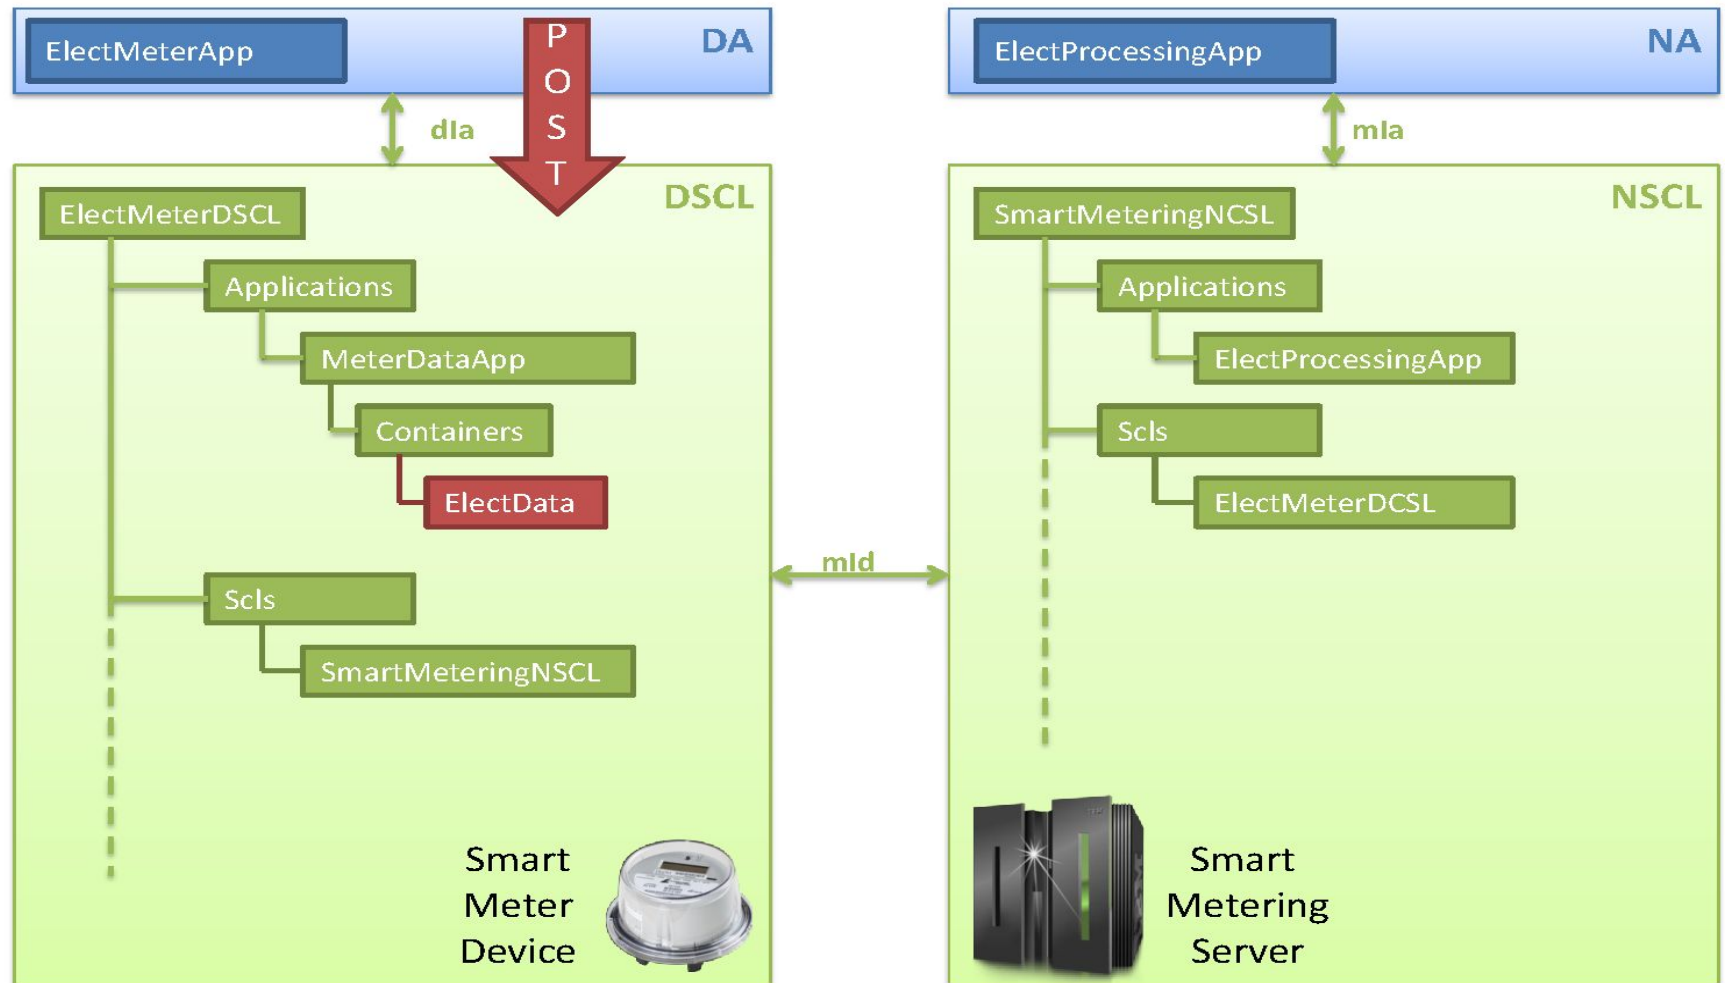 ElectMeterApp
DA
POST
dIa
ElectMeterDSCL
DSCL
Applications
MeterDataApp
Containers
ElectData
Scls
SmartMeteringNSCL
Smart
Meter
Device
mId
ElectProcessingApp
NA
mIa
SmartMeteringNCSL
NSCL
Applications
ElectProcessingApp
Scls
ElectMeterDCSL
Smart
Metering
Server